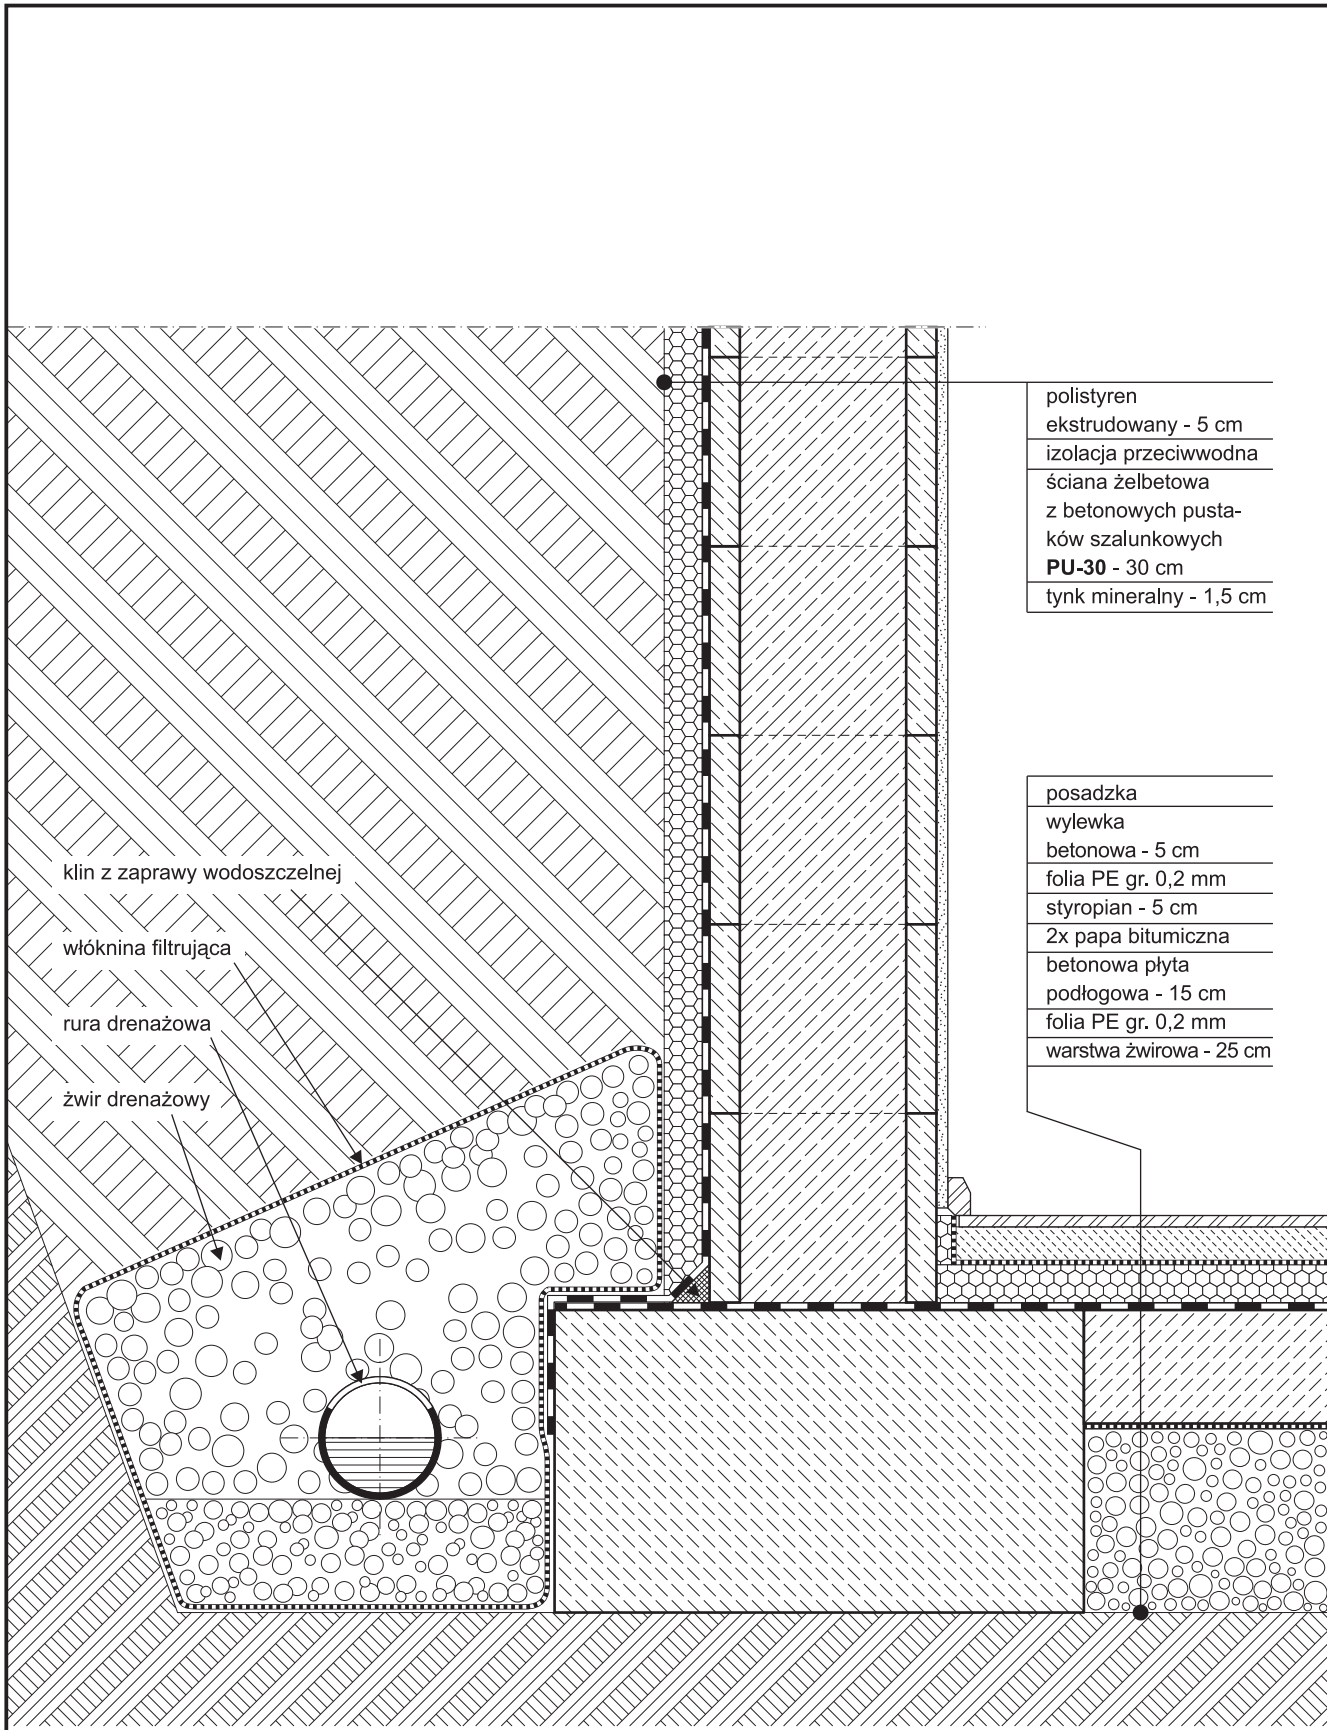 polistyren
ekstrudowany - 5 cm
izolacja przeciwwodna
ściana żelbetowa
z betonowych pusta-
ków szalunkowych
PU-30 - 30 cm
tynk mineralny - 1,5 cm
posadzka
wylewka
betonowa - 5 cm
folia PE gr. 0,2 mm
styropian - 5 cm
2x papa bitumiczna
betonowa płyta
podłogowa - 15 cm
folia PE gr. 0,2 mm
warstwa żwirowa - 25 cm
klin z zaprawy wodoszczelnej
włóknina filtrująca
rura drenażowa
żwir drenażowy